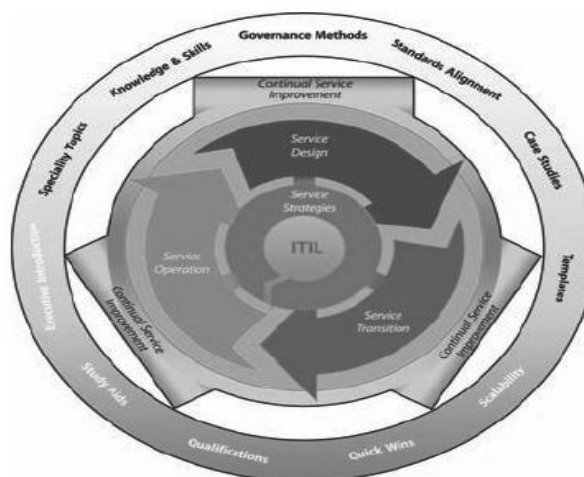 Governance Methods
Knowledge & Skills
Standards Alignment
Speciality Topics
Case Studies
Executive Introduction
Templates
Study Aids
Scalability
Qualifications
Quick Wins
Continual Service
Improvement
Service
Design
Service
Strategies
ITIL
Service
Operation
Service
Transition
Continual Service
Improvement
Continual Service
Improvement